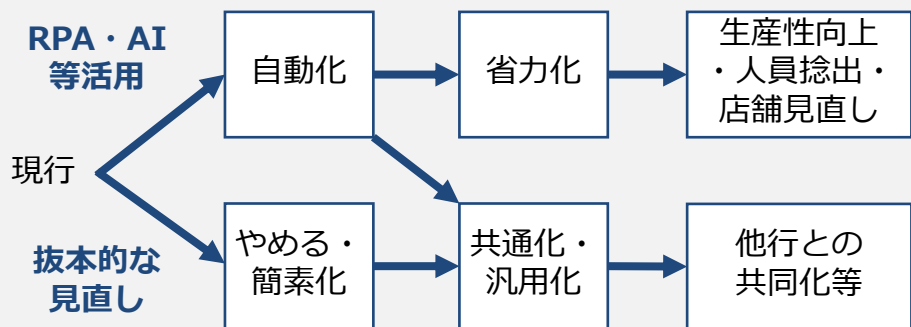 RPA・AI
等活用
自動化
省力化
生産性向上
・人員捻出・
店舗見直し
現行
抜本的な
見直し
やめる・
簡素化
共通化・
汎用化
他行との
共同化等